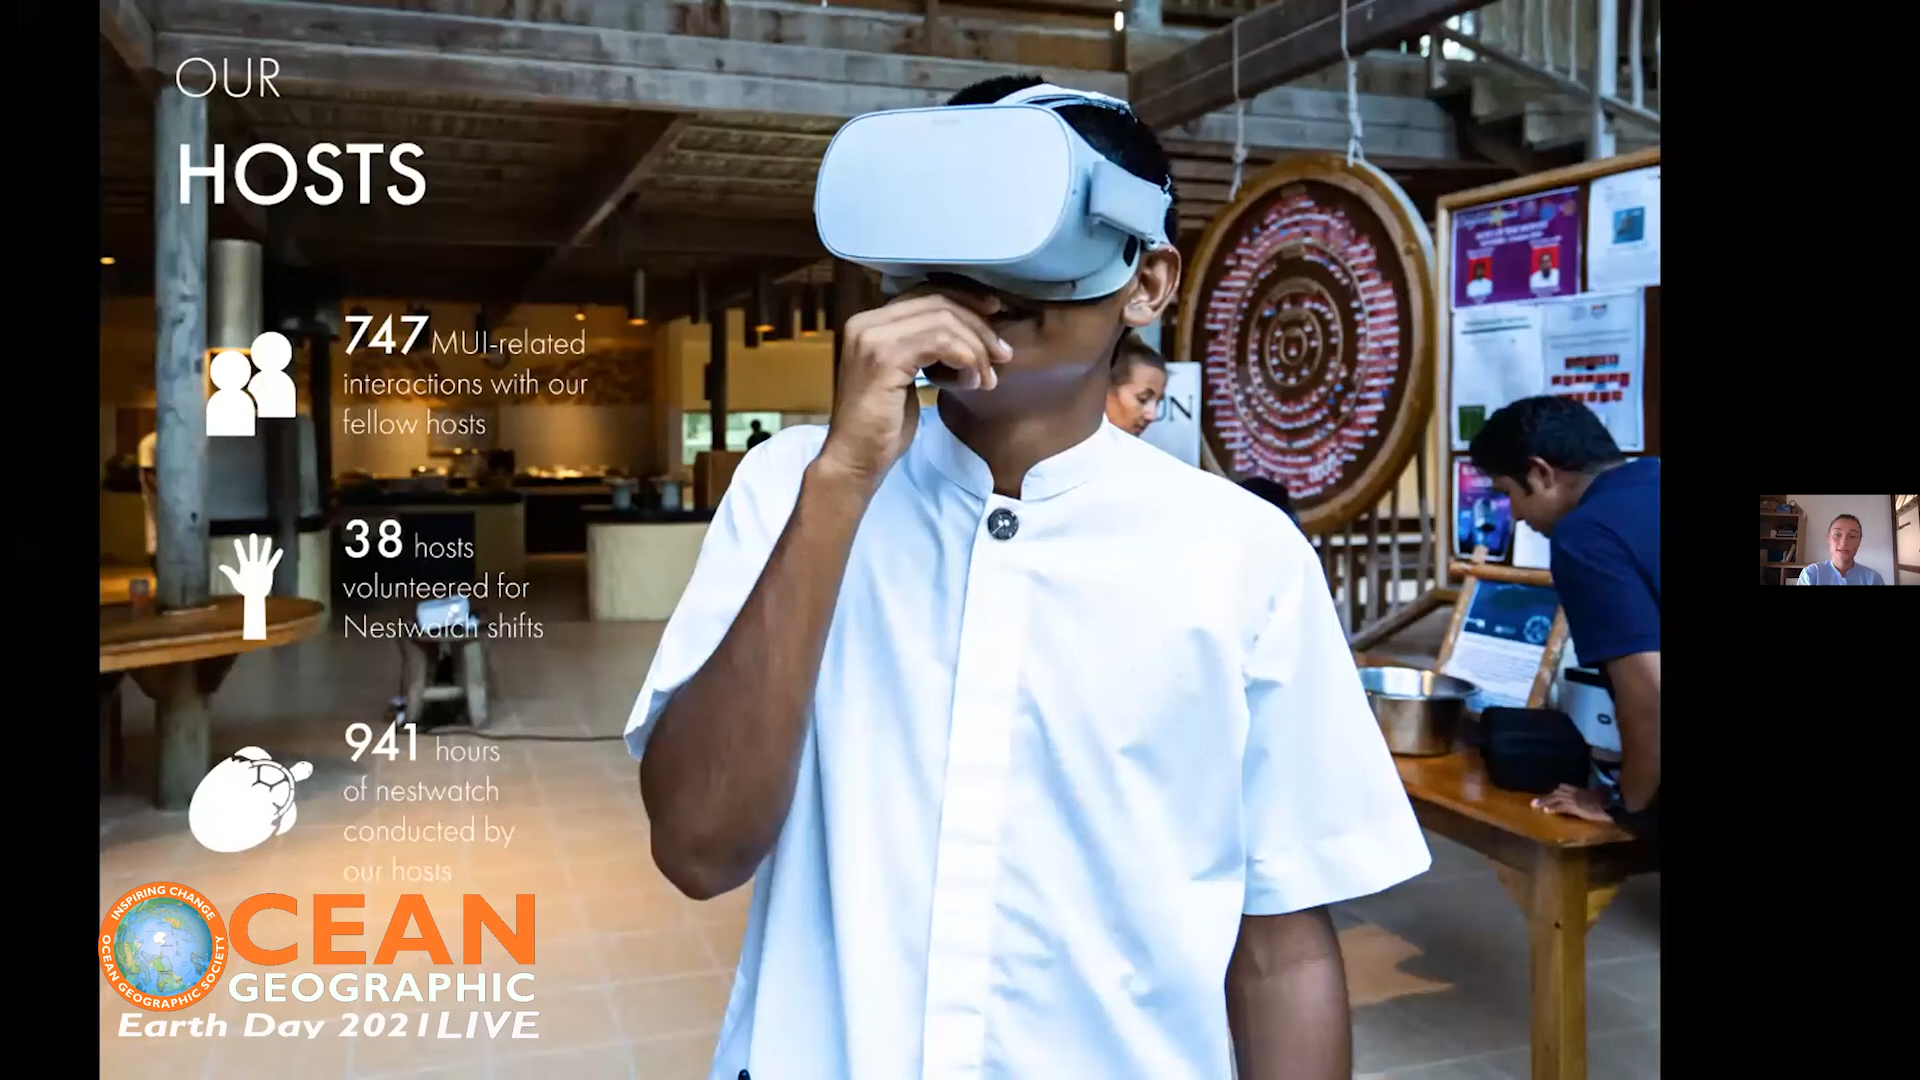 OUR
HOSTS
747 MUI-related
interactions with our
fellow hosts
38 hosts
volunteered for
Nestwatch shifts
941 hours
of nestwatch
conducted by
our hosts
INSPIRING CHANGE
OCEAN GEOGRAPHIC SOCIETY
OCEAN
GEOGRAPHIC
Earth Day 2021 LIVE